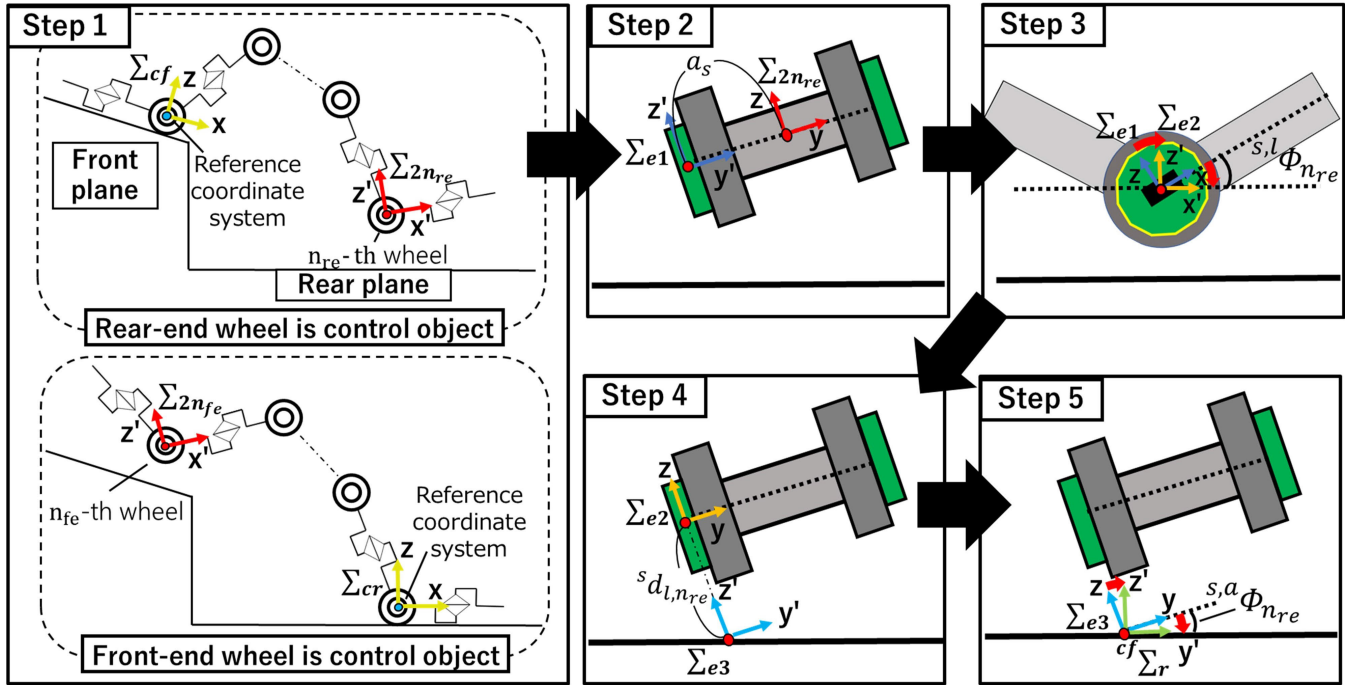 Step 1
Σcf
z
x
Reference
coordinate
system
Front
plane
Σ2nre
z'
x'
nre-th wheel
Rear plane
Rear-end wheel is control object
Σ2nfe
z'
x'
nfe-th wheel
Reference
coordinate
system
z
Σcr
x
Front-end wheel is control object
Step 2
as
Σ2nre
z'
z
Σe1
y'
y
Step 3
Σe1
Σe2
z'
z
x
x'
s,lΦnre
Step 4
z
Σe2
y
sdl,nre
z'
y'
Σe3
Step 5
z
z'
y
s,aΦnre
Σe3
y'
cfΣr